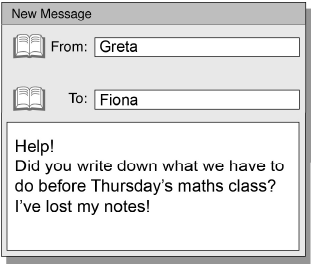 New Message
From: Greta
To: Fiona
Help!
Did you write down what we have to
do before Thursday's maths class?
I've lost my notes!